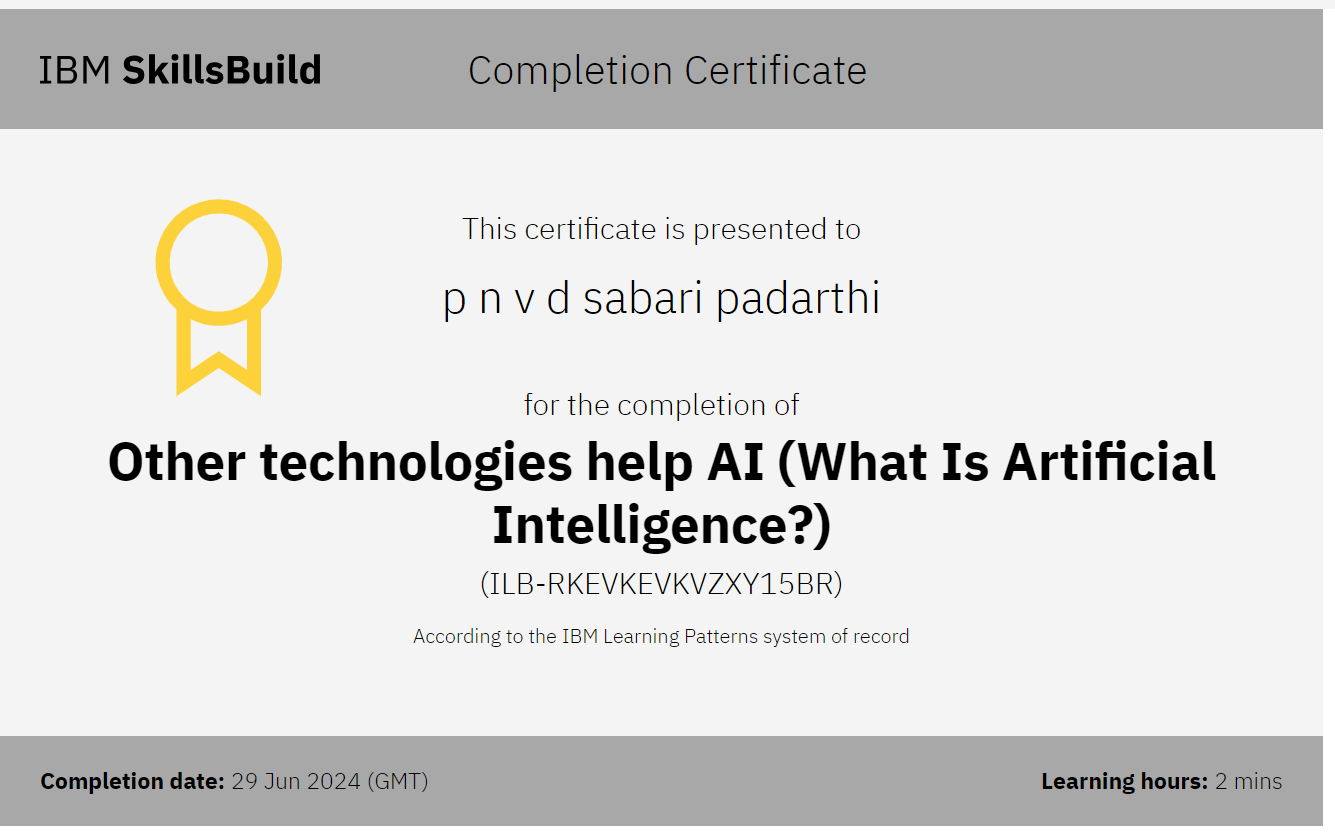 IBM SkillsBuild
Completion Certificate
This certificate is presented to
p n v d sabari padarthi
for the completion of
Other technologies help AI (What Is Artificial
Intelligence?)
(ILB-RKEVKEVKVZXY15BR)
According to the IBM Learning Patterns system of record
Completion date: 29 Jun 2024 (GMT)
Learning hours: 2 mins